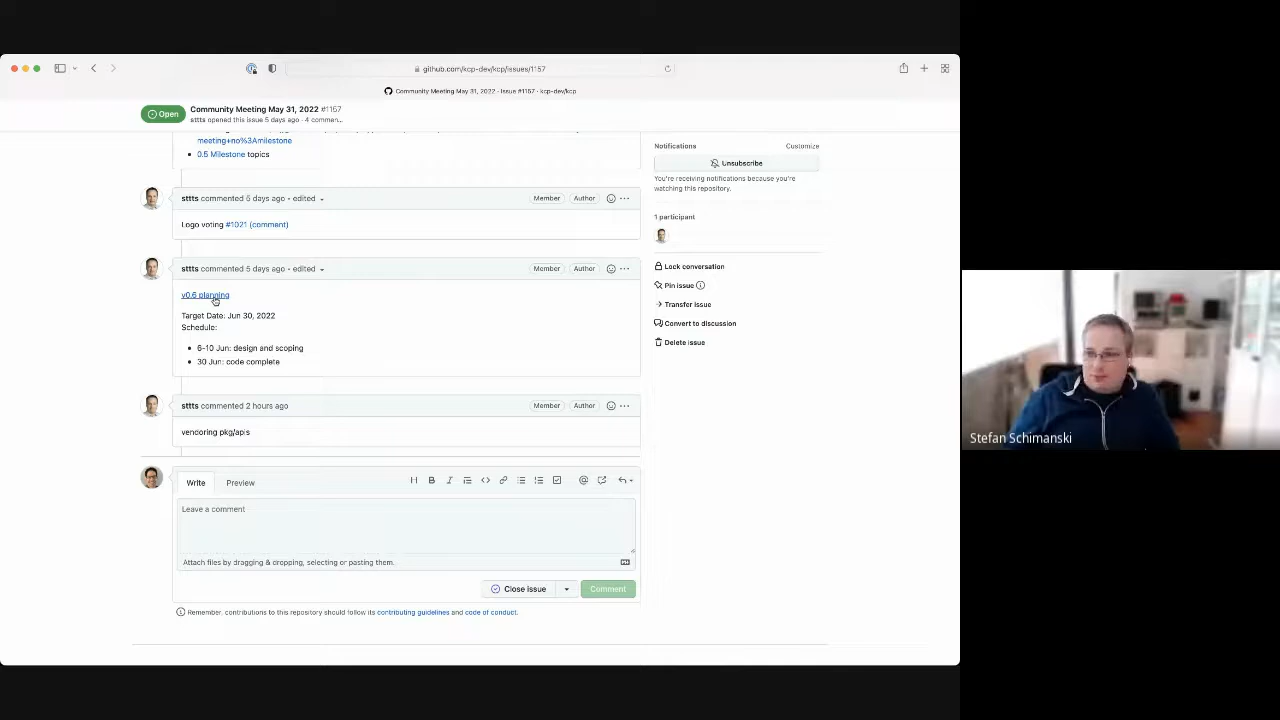 github.com/kcp-dev/kcp/issues/1157
Community Meeting May 31, 2022 · Issue #1157 · kcp-dev/kcp
Open
Community Meeting May 31, 2022 #1157
sttts opened this issue 5 days ago · 4 commen...
meeting+no%3Amilestone
0.5 Milestone topics
Notifications
Customize
Unsubscribe
You're receiving notifications because you're
watching this repository.
sttts commented 5 days ago · edited
Member
Author
Logo voting #1021 (comment)
1 participant
sttts commented 5 days ago · edited
Member
Author
Lock conversation
Pin issue
Transfer issue
Convert to discussion
Delete issue
v0.6 planning
Target Date: Jun 30, 2022
Schedule:
6-10 Jun: design and scoping
30 Jun: code complete
sttts commented 2 hours ago
Member
Author
vendoring pkg/apis
Write
Preview
Leave a comment
Attach files by dragging & dropping, selecting or pasting them.
Close issue
Comment
Remember, contributions to this repository should follow its contributing guidelines and code of conduct.
Stefan Schimanski